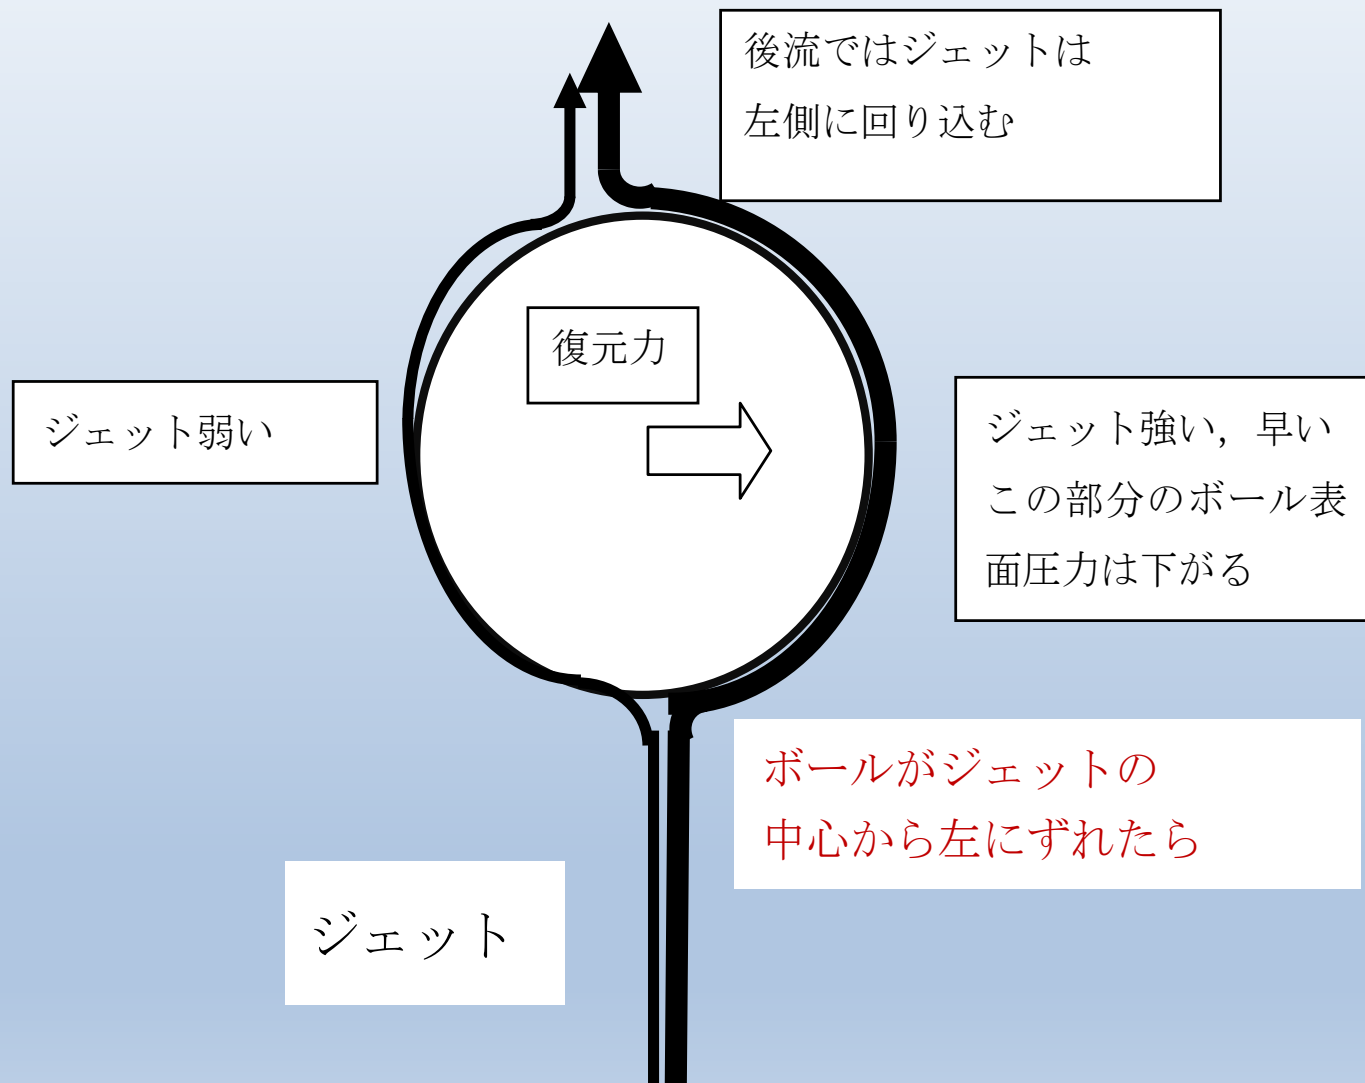 後流ではジェットは
左側に回り込む
復元力
ジェット弱い
ジェット強い，早い
この部分のボール表
面圧力は下がる
ボールがジェットの
中心から左にずれたら
ジェット